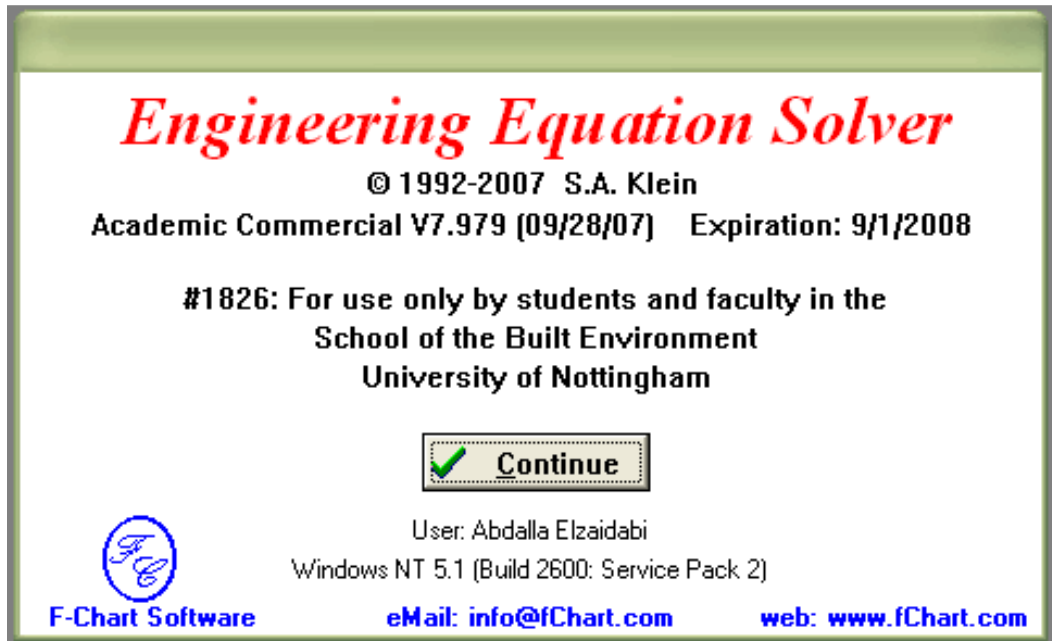 Engineering Equation Solver
© 1992-2007 S.A. Klein
Academic Commercial V7.979 (09/28/07) Expiration: 9/1/2008
#1826: For use only by students and faculty in the
School of the Built Environment
University of Nottingham
Continue
User: Abdalla Elzaidabi
Windows NT 5.1 (Build 2600: Service Pack 2)
FC
F-Chart Software eMail: info@fChart.com web: www.fChart.com